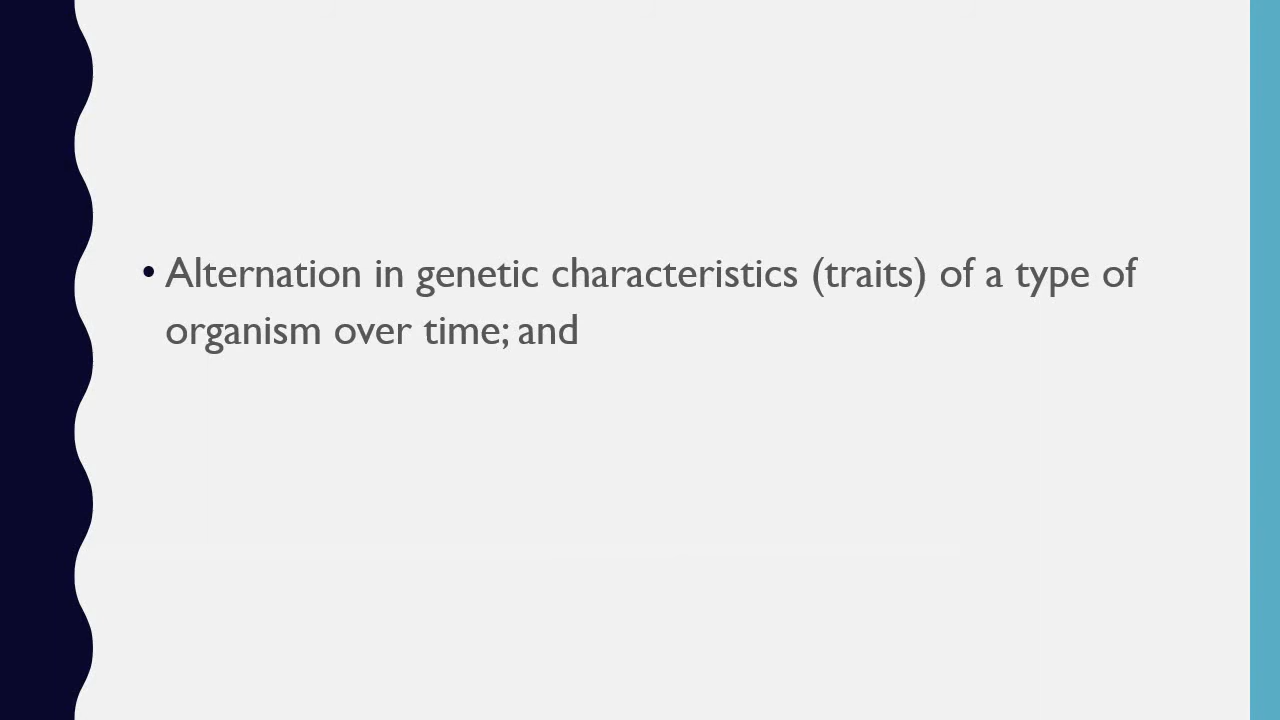 • Alternation in genetic characteristics (traits) of a type of
organism over time; and